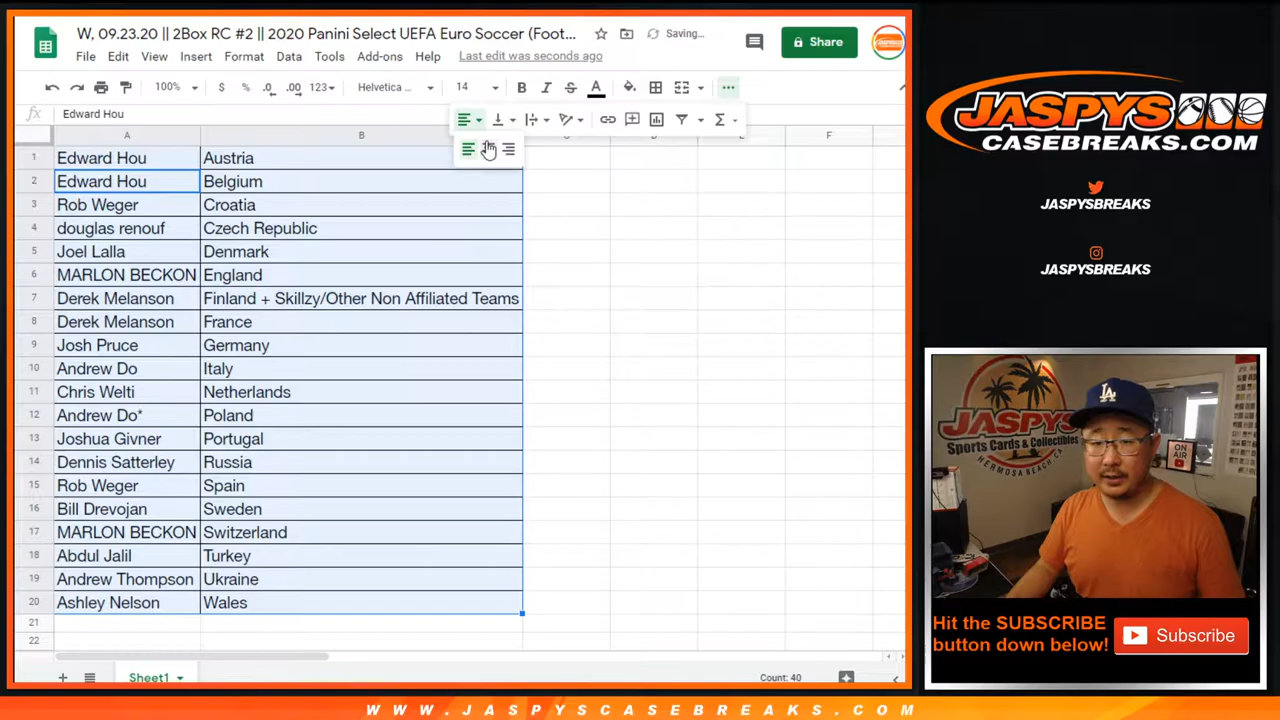 W, 09.23.20 || 2Box RC #2 || 2020 Panini Select UEFA Euro Soccer (Foot...
Saving...
Share
File Edit View Insert Format Data Tools Add-ons Help Last edit was seconds ago
100% $ % .0 .00 123 Helvetica ... 14 B I S A
fx Edward Hou
A B F
1 Edward Hou Austria
2 Edward Hou Belgium
3 Rob Weger Croatia
4 douglas renouf Czech Republic
5 Joel Lalla Denmark
6 MARLON BECKON England
7 Derek Melanson Finland + Skillzy/Other Non Affiliated Teams
8 Derek Melanson France
9 Josh Pruce Germany
10 Andrew Do Italy
11 Chris Welti Netherlands
12 Andrew Do* Poland
13 Joshua Givner Portugal
14 Dennis Satterley Russia
15 Rob Weger Spain
16 Bill Drevojan Sweden
17 MARLON BECKON Switzerland
18 Abdul Jalil Turkey
19 Andrew Thompson Ukraine
20 Ashley Nelson Wales
21
22
Sheet1
Count: 40
JASPYS
CASEBREAKS.COM
JASPYSBREAKS
JASPYSBREAKS
JASPYS
Sports Cards & Collectibles
HERMOSA BEACH, CA
ON
AIR
LA
Hit the SUBSCRIBE
button down below!
Subscribe
WWW.JASPYSCASEBREAKS.COM